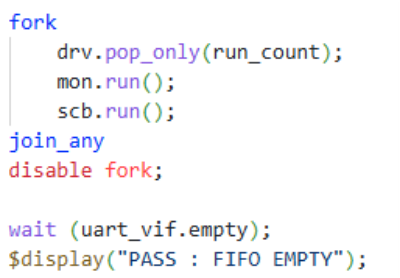 fork
    drv.pop_only(run_count);
    mon.run();
    scb.run();
join_any
disable fork;

wait (uart_vif.empty);
$display("PASS : FIFO EMPTY");